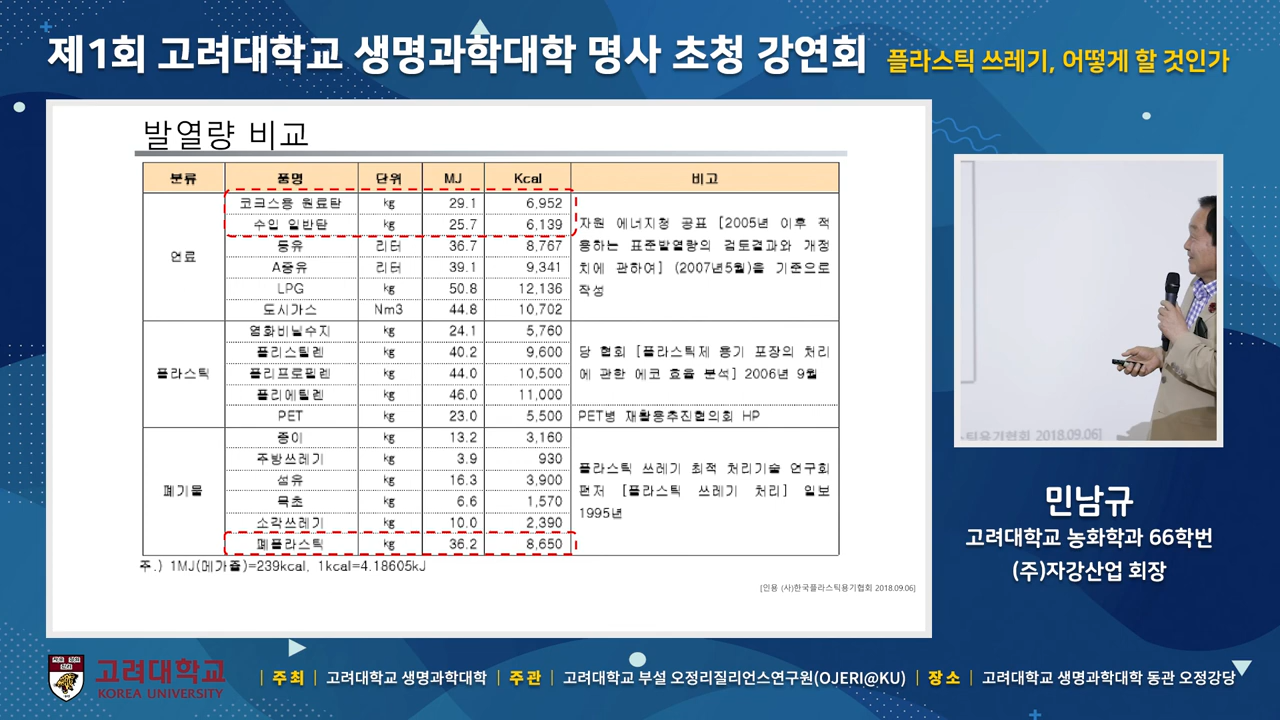 제1회 고려대학교 생명과학대학 명사 초청 강연회 플라스틱 쓰레기, 어떻게 할 것인가
발열량 비교
분류 품명 단위 MJ Kcal 비고
연료
코크스용 원료탄 kg 29.1 6,952
수입 일반탄 kg 25.7 6,139
등유 리터 36.7 8,767
A중유 리터 39.1 9,341
LPG kg 50.8 12,136
도시가스 Nm3 44.8 10,702
자원 에너지청 공표 [2005년 이후 적
용하는 표준발열량의 검토결과와 개정
치에 관하여] (2007년5월)을 기준으로
작성
플라스틱
염화비닐수지 kg 24.1 5,760
폴리스틸렌 kg 40.2 9,600
폴리프로필렌 kg 44.0 10,500
폴리에틸렌 kg 46.0 11,000
당 협회 [플라스틱제 용기 포장의 처리
에 관한 에코 효율 분석] 2006년 9월
PET kg 23.0 5,500 PET병 재활용추진협의회 HP
폐기물
종이 kg 13.2 3,160
주방쓰레기 kg 3.9 930
섬유 kg 16.3 3,900
목초 kg 6.6 1,570
소각쓰레기 kg 10.0 2,390
폐플라스틱 kg 36.2 8,650
플라스틱 쓰레기 최적 처리기술 연구회
편저 [플라스틱 쓰레기 처리] 일보
1995년
주.) 1MJ(메가줄)=239kcal, 1kcal=4.18605kJ
[인용 (사)한국플라스틱용기협회 2018.09.06]
틱용기협회 2018.09.06]
민남규
고려대학교 농화학과 66학번
(주)자강산업 회장
고려대학교
KOREA UNIVERSITY
| 주최 | 고려대학교 생명과학대학 | 주관 | 고려대학교 부설 오정리질리언스연구원(OJERI@KU) | 장소 | 고려대학교 생명과학대학 동관 오정강당